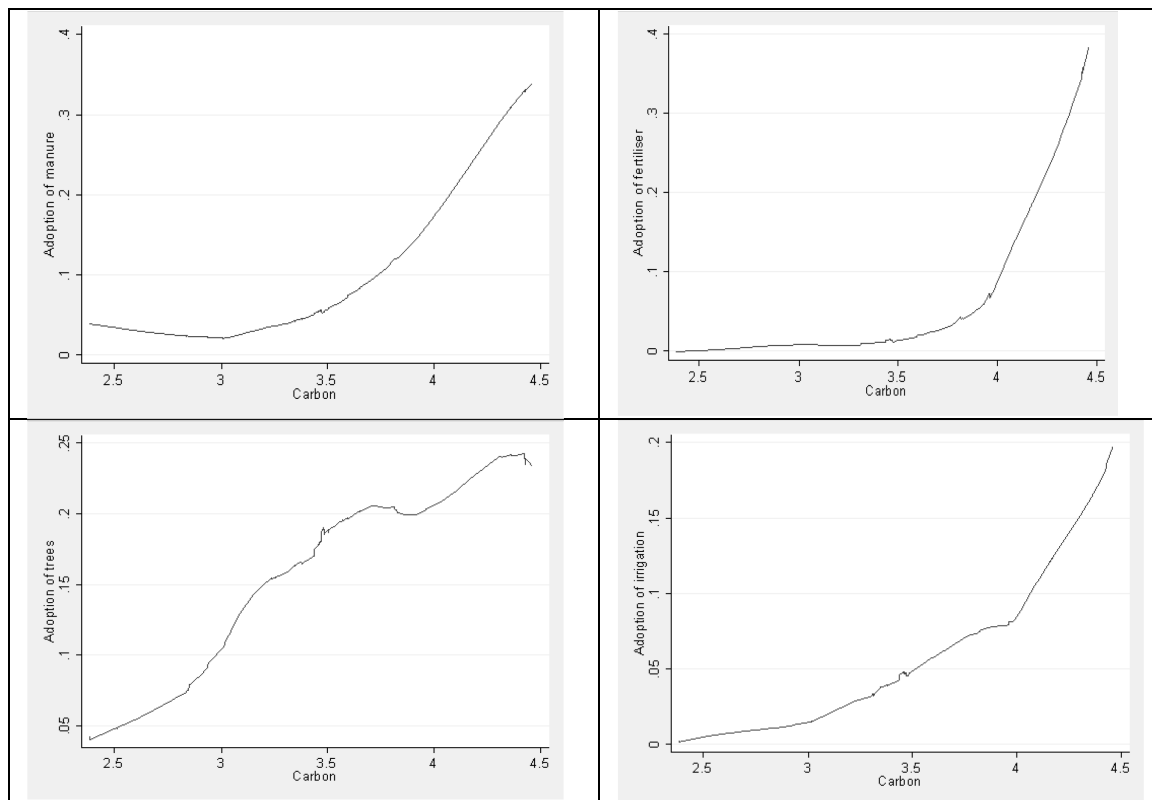 .4
.3
.2
.1
0
Adoption of manure
2.5 3 3.5 4 4.5
Carbon
.4
.3
.2
.1
0
Adoption of fertiliser
2.5 3 3.5 4 4.5
Carbon
.25
.2
.15
.1
.05
Adoption of trees
2.5 3 3.5 4 4.5
Carbon
.2
.15
.1
.05
0
Adoption of irrigation
2.5 3 3.5 4 4.5
Carbon